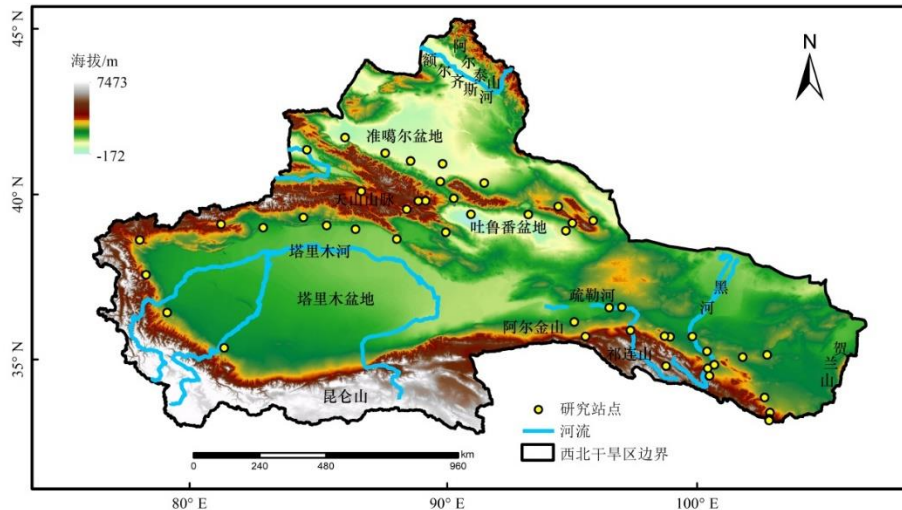 45° N
40° N
35° N
海拔/m
7473
-172
N
阿尔泰山
额尔齐斯河
准噶尔盆地
天山山脉
吐鲁番盆地
塔里木河
塔里木盆地
疏勒河
黑河
阿尔金山
祁连山
贺兰山
昆仑山
研究站点
河流
西北干旱区边界
km
0 240 480 960
80° E
90° E
100° E